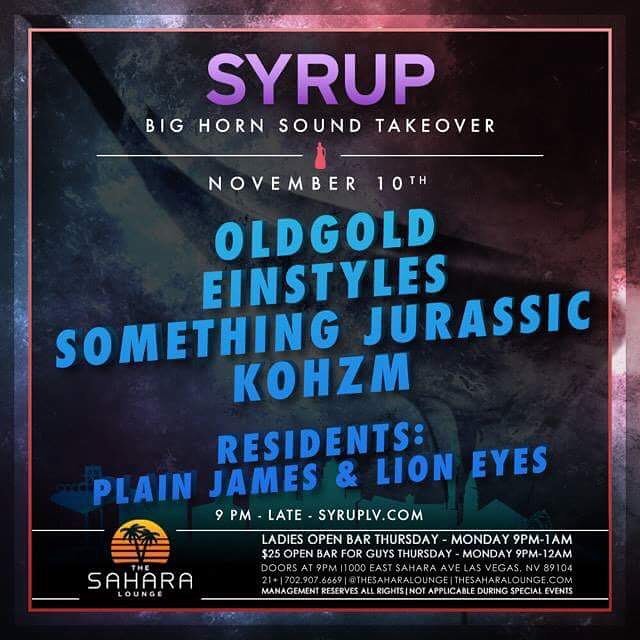 SYRUP
BIG HORN SOUND TAKEOVER
NOVEMBER 10TH
OLDGOLD
EINSTYLES
SOMETHING JURASSIC
KOHZM
RESIDENTS:
PLAIN JAMES & LION EYES
9 PM - LATE - SYRUPLV.COM
THE
SAHARA
LOUNGE
LADIES OPEN BAR THURSDAY - MONDAY 9PM-1AM
$25 OPEN BAR FOR GUYS THURSDAY - MONDAY 9PM-12AM
DOORS AT 9PM |1000 EAST SAHARA AVE LAS VEGAS, NV 89104
21+ | 702.907.6669 | @THESAHARALOUNGE | THESAHARALOUNGE.COM
MANAGEMENT RESERVES ALL RIGHTS | NOT APPLICABLE DURING SPECIAL EVENTS